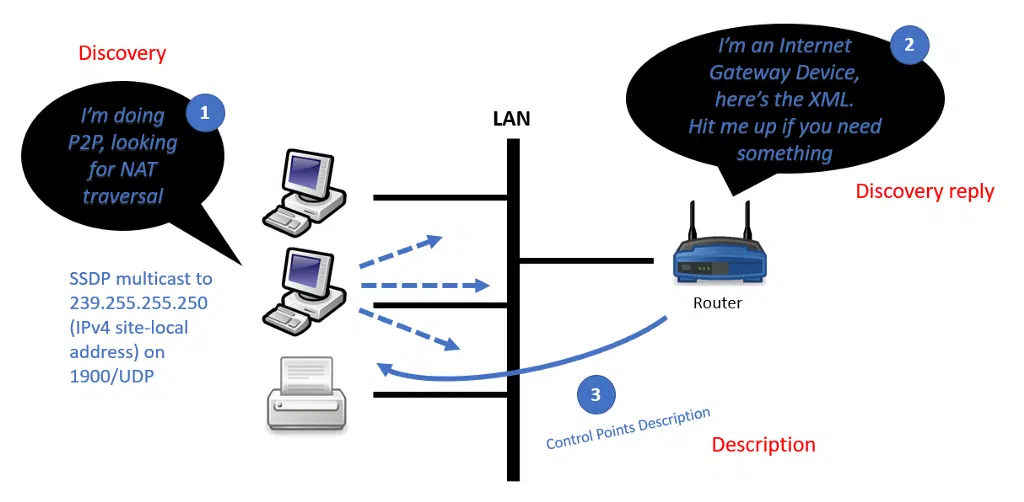 Discovery
1
I'm doing
P2P, looking
for NAT
traversal
SSDP multicast to
239.255.255.250
(IPv4 site-local
address) on
1900/UDP
LAN
2
I'm an Internet
Gateway Device,
here's the XML.
Hit me up if you need
something
Discovery reply
Router
3
Control Points Description
Description